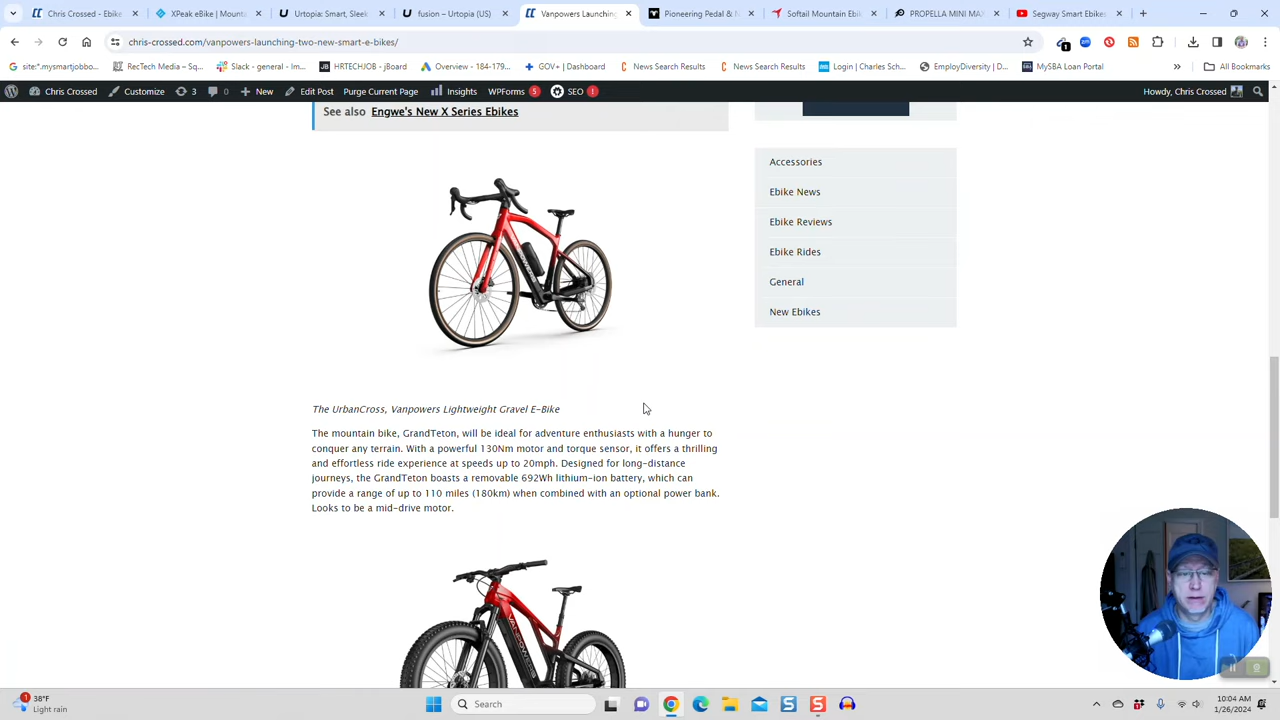 Chris Crossed - Ebike
XPeak eBike | Mounta
Urtopia: Smart, Sleek
fusion – Urtopia (US)
Vanpowers Launching
Pioneering Pedal & M
Softail Mountain Ebik
PROPELLA MINI MAX
Segway Smart Ebikes
chris-crossed.com/vanpowers-launching-two-new-smart-e-bikes/
1
site:*.mysmartjobbo...
RecTech Media – Sq...
Slack - general - Im...
HRTECHJOB - jBoard
Overview - 184-179...
GOV+ | Dashboard
News Search Results
News Search Results
Login | Charles Sch...
EmployDiversity | D...
MySBA Loan Portal
All Bookmarks
Chris Crossed
Customize
3
0
New
Edit Post
Purge Current Page
Insights
WPForms 5
SEO !
Howdy, Chris Crossed
See also Engwe's New X Series Ebikes
Accessories
Ebike News
Ebike Reviews
Ebike Rides
General
New Ebikes
The UrbanCross, Vanpowers Lightweight Gravel E-Bike
The mountain bike, GrandTeton, will be ideal for adventure enthusiasts with a hunger to
conquer any terrain. With a powerful 130Nm motor and torque sensor, it offers a thrilling
and effortless ride experience at speeds up to 20mph. Designed for long-distance
journeys, the GrandTeton boasts a removable 692Wh lithium-ion battery, which can
provide a range of up to 110 miles (180km) when combined with an optional power bank.
Looks to be a mid-drive motor.
VANPOWERS
1
38°F
Light rain
Search
10:04 AM
1/26/2024